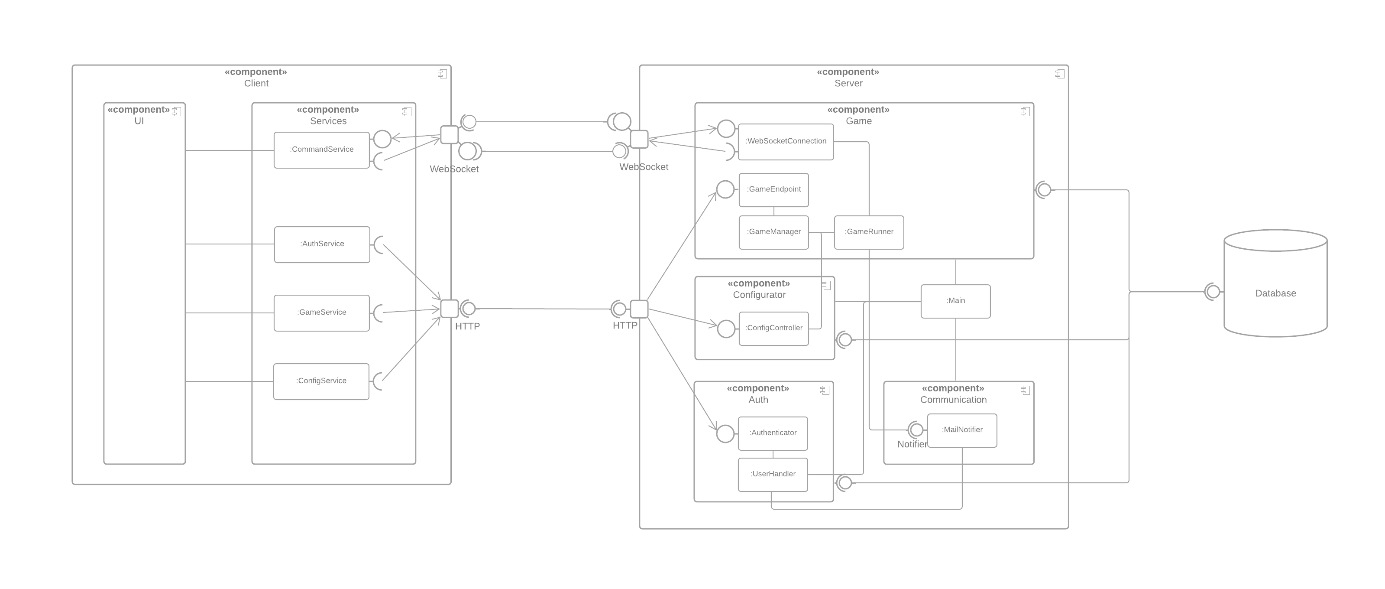 «component»
Client
«component»
UI
«component»
Services
:CommandService
:AuthService
:GameService
:ConfigService
WebSocket
HTTP
WebSocket
HTTP
«component»
Server
«component»
Game
:WebSocketConnection
:GameEndpoint
:GameManager
:GameRunner
«component»
Configurator
:ConfigController
:Main
«component»
Auth
:Authenticator
:UserHandler
«component»
Communication
:MailNotifier
Notifier
Database